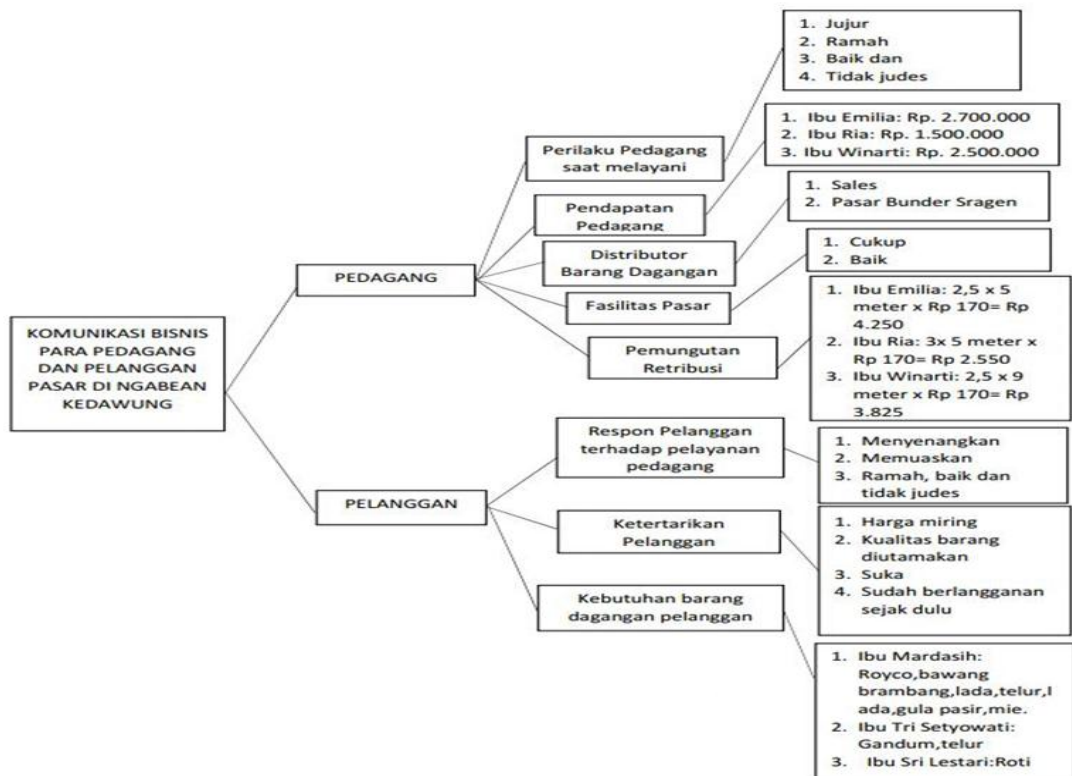 KOMUNIKASI BISNIS
PARA PEDAGANG
DAN PELANGGAN
PASAR DI NGABEAN
KEDAWUNG
PEDAGANG
Perilaku Pedagang
saat melayani
1. Jujur
2. Ramah
3. Baik dan
4. Tidak judes
Pendapatan
Pedagang
1. Ibu Emilia: Rp. 2.700.000
2. Ibu Ria: Rp. 1.500.000
3. Ibu Winarti: Rp. 2.500.000
Distributor
Barang Dagangan
1. Sales
2. Pasar Bunder Sragen
Fasilitas Pasar
1. Cukup
2. Baik
Pemungutan
Retribusi
1. Ibu Emilia: 2,5 x 5
meter x Rp 170= Rp
4.250
2. Ibu Ria: 3x 5 meter x
Rp 170= Rp 2.550
3. Ibu Winarti: 2,5 x 9
meter x Rp 170= Rp
3.825
PELANGGAN
Respon Pelanggan
terhadap pelayanan
pedagang
1. Menyenangkan
2. Memuaskan
3. Ramah, baik dan
tidak judes
Ketertarikan
Pelanggan
1. Harga miring
2. Kualitas barang
diutamakan
3. Suka
4. Sudah berlangganan
sejak dulu
Kebutuhan barang
dagangan pelanggan
1. Ibu Mardasih:
Royco,bawang
brambang,lada,telur,l
ada,gula pasir,mie.
2. Ibu Tri Setyowati:
Gandum,telur
3. Ibu Sri Lestari:Roti